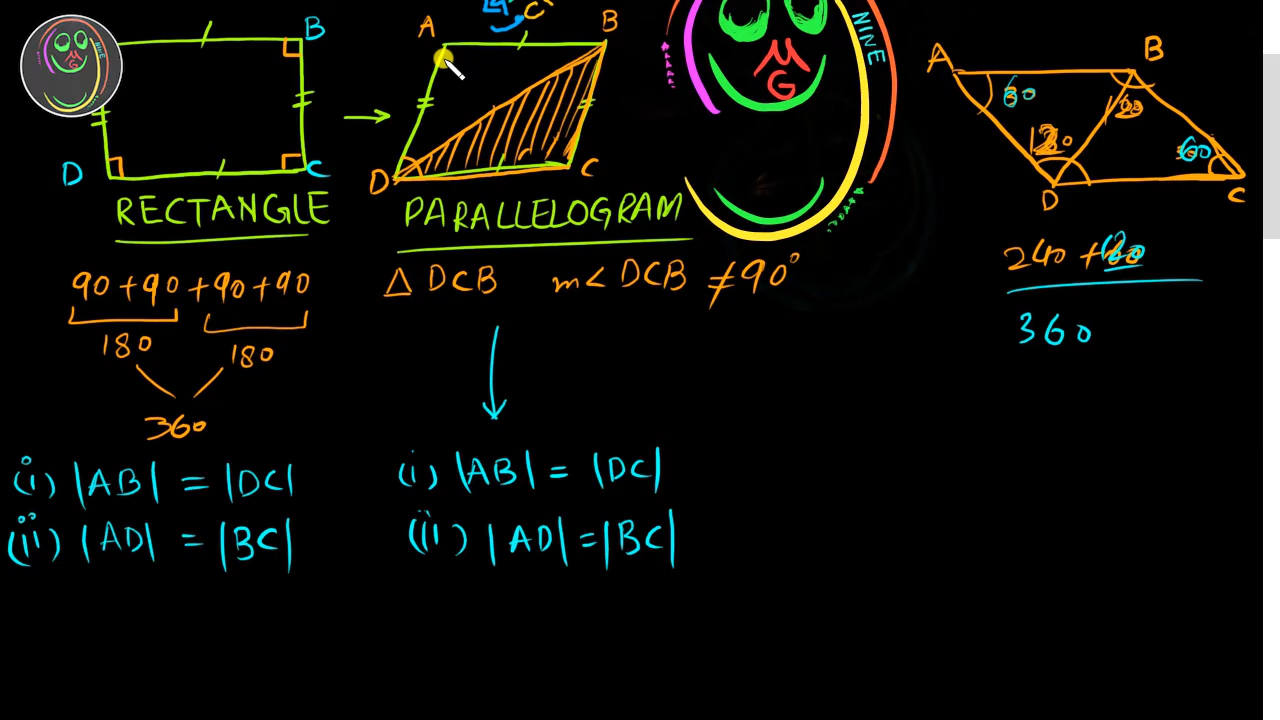 B
D
C
RECTANGLE
90 + 90 + 90 + 90
180
180
360
(i) |AB| = |DC|
(ii) |AD| = |BC|
C
A
B
D
C
PARALLELOGRAM
△ DCB m< DCB ≠ 90°
(i) |AB| = |DC|
(ii) |AD| = |BC|
NINE
M
G
A
B
60
60
D
C
240 +
360